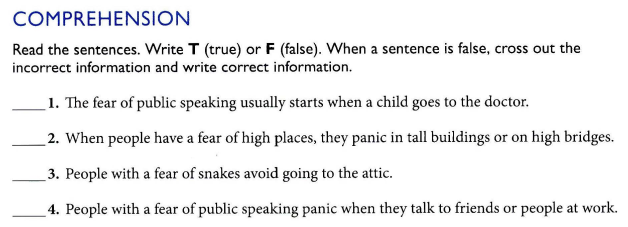 COMPREHENSION
Read the sentences. Write T (true) or F (false). When a sentence is false, cross out the
incorrect information and write correct information.
____ 1. The fear of public speaking usually starts when a child goes to the doctor.
____ 2. When people have a fear of high places, they panic in tall buildings or on high bridges.
____ 3. People with a fear of snakes avoid going to the attic.
____ 4. People with a fear of public speaking panic when they talk to friends or people at work.